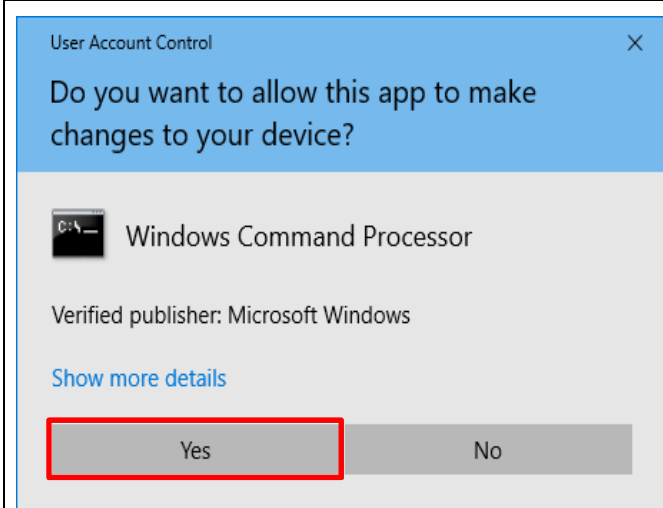 User Account Control
Do you want to allow this app to make
changes to your device?
C:\_
Windows Command Processor
Verified publisher: Microsoft Windows
Show more details
Yes
No